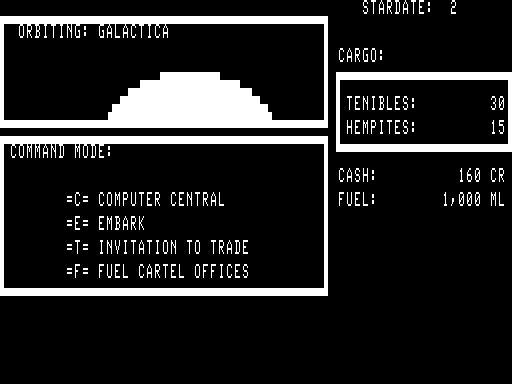 STARDATE: 2
ORBITING: GALACTICA
CARGO:
TENIBLES: 30
HEMPITES: 15
COMMAND MODE:
CASH: 160 CR
FUEL: 1,000 ML
=C= COMPUTER CENTRAL
=E= EMBARK
=T= INVITATION TO TRADE
=F= FUEL CARTEL OFFICES